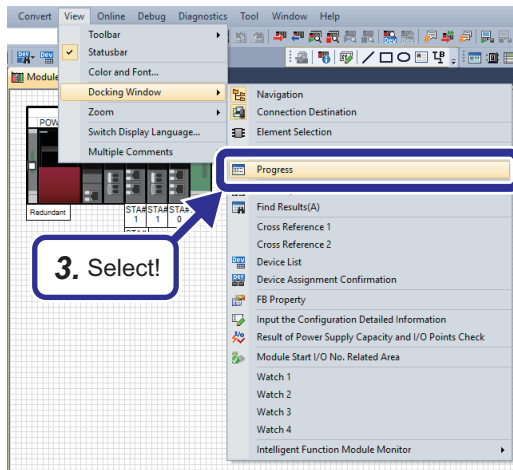 Convert View Online Debug Diagnostics Tool Window Help
Toolbar
Statusbar
Color and Font...
Docking Window
Zoom
Switch Display Language...
Multiple Comments
Module
POW
Redundant
STA# STA# STA#
1 1 0
Navigation
Connection Destination
Element Selection
Progress
Find Results(A)
Cross Reference 1
Cross Reference 2
Device List
Device Assignment Confirmation
FB Property
Input the Configuration Detailed Information
Result of Power Supply Capacity and I/O Points Check
Module Start I/O No. Related Area
Watch 1
Watch 2
Watch 3
Watch 4
Intelligent Function Module Monitor
3. Select!